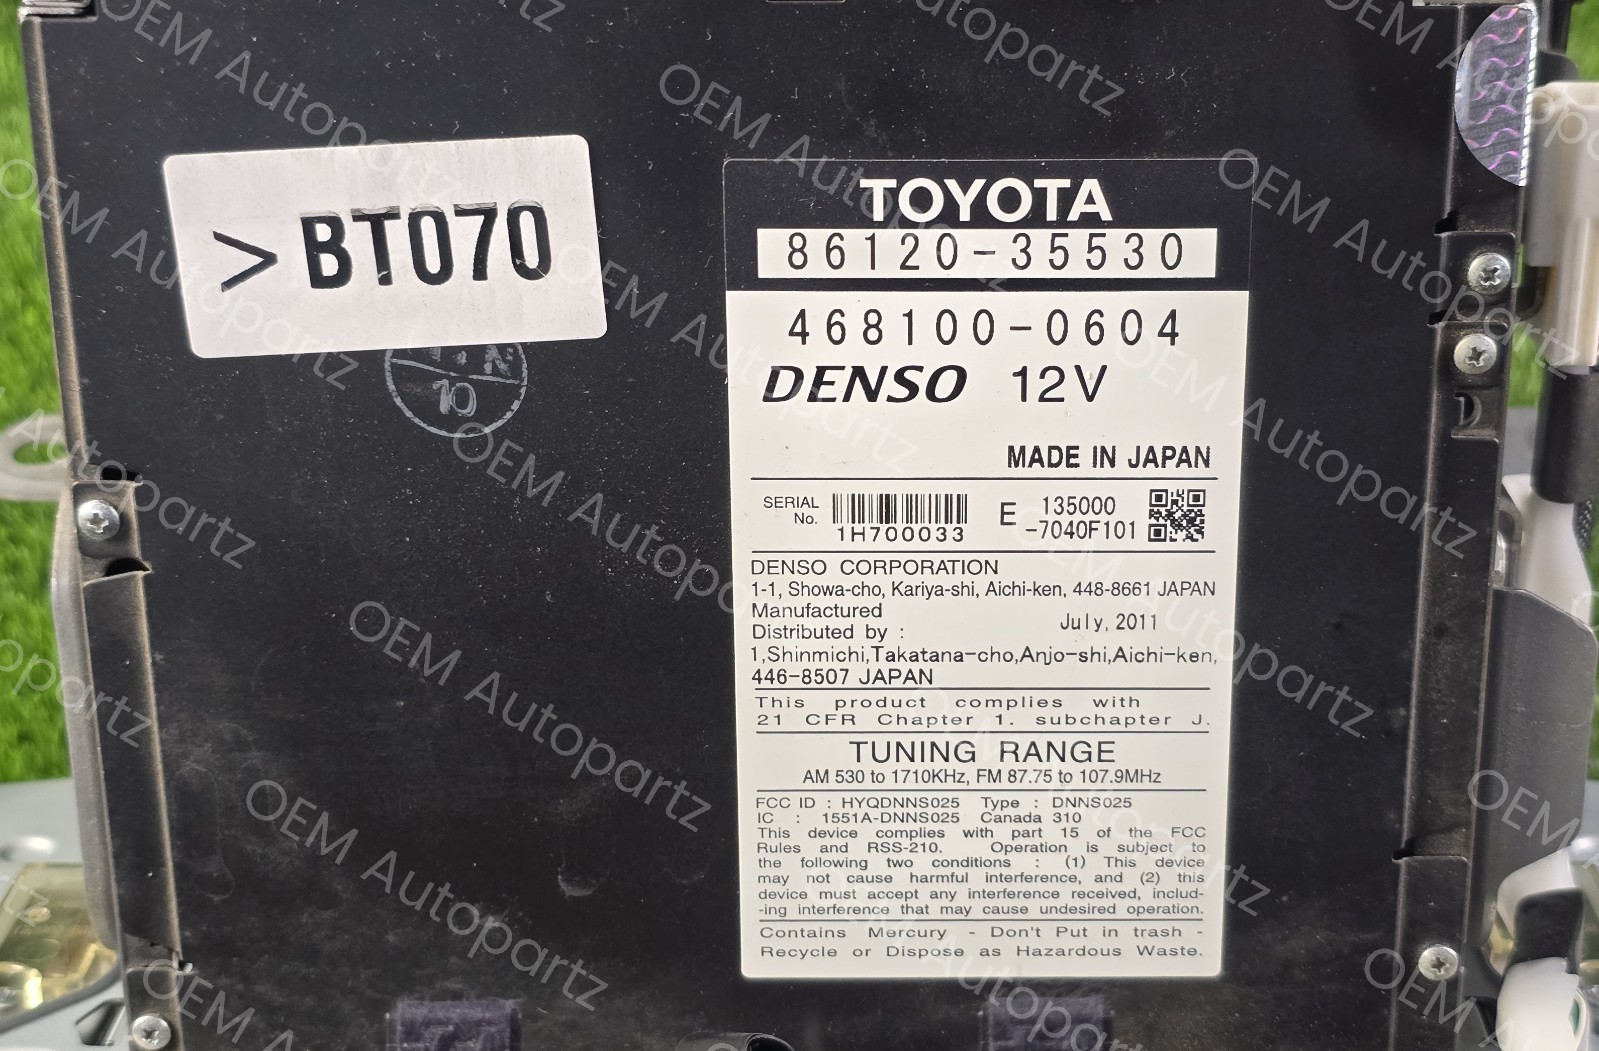 > BT070
10
TOYOTA
86120-35530
468100-0604
DENSO 12V
MADE IN JAPAN
SERIAL No. 1H700033
E 135000
-7040F101
DENSO CORPORATION
1-1, Showa-cho, Kariya-shi, Aichi-ken, 448-8661 JAPAN
Manufactured July, 2011
Distributed by :
1,Shinmichi,Takatana-cho,Anjo-shi,Aichi-ken,
446-8507 JAPAN
This product complies with
21 CFR Chapter 1. subchapter J.
TUNING RANGE
AM 530 to 1710KHz, FM 87.75 to 107.9MHz
FCC ID : HYQDNNS025 Type : DNNS025
IC : 1551A-DNNS025 Canada 310
This device complies with part 15 of the FCC
Rules and RSS-210. Operation is subject to
the following two conditions : (1) This device
may not cause harmful interference, and (2) this
device must accept any interference received, includ-
-ing interference that may cause undesired operation.
Contains Mercury - Don't Put in trash -
Recycle or Dispose as Hazardous Waste.
OEM Autopartz